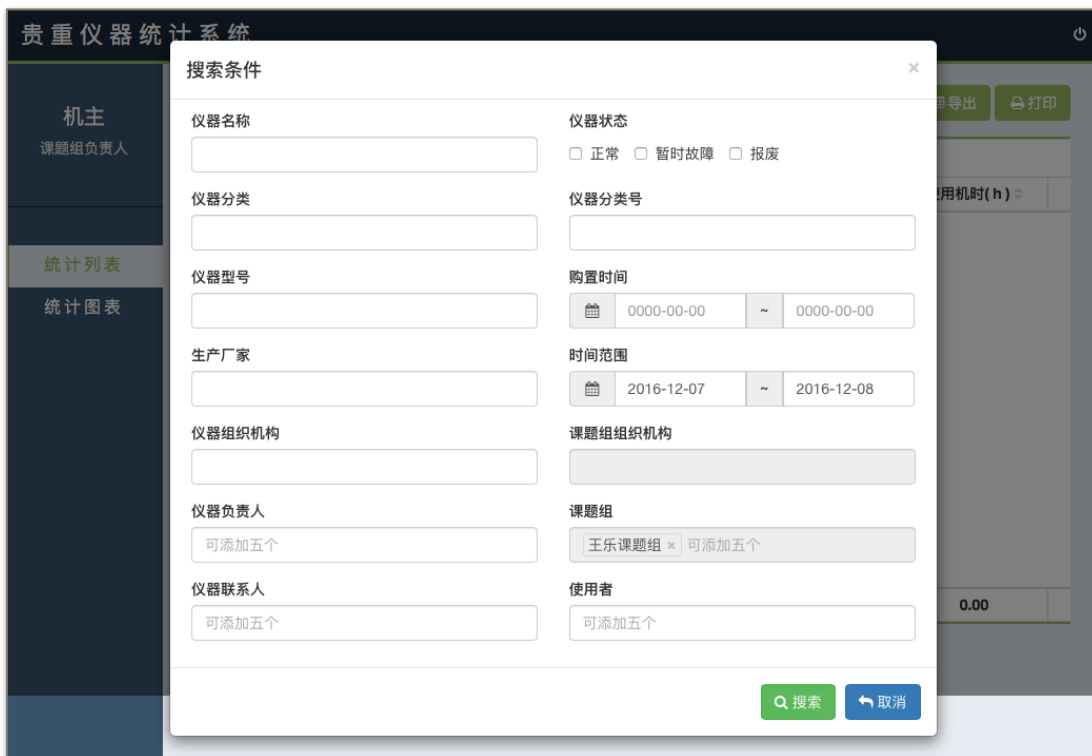 贵重仪器统计系统
搜索条件 ×
机主
课题组负责人
导出 打印
仪器名称 仪器状态
正常 暂时故障 报废
仪器分类 仪器分类号
用机时( h )
统计列表
统计图表
仪器型号 购置时间
0000-00-00 ~ 0000-00-00
生产厂家 时间范围
2016-12-07 ~ 2016-12-08
仪器组织机构 课题组组织机构
仪器负责人 课题组
可添加五个 王乐课题组 × 可添加五个
仪器联系人 使用者
可添加五个 可添加五个
0.00
搜索 取消